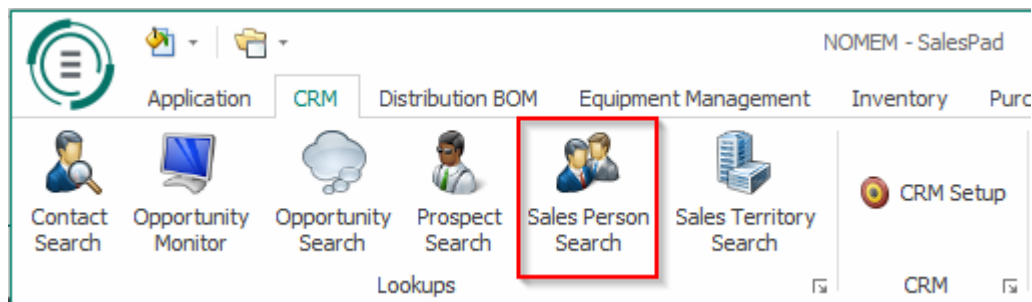 NOMEM - SalesPad
Application CRM Distribution BOM Equipment Management Inventory Purc
Contact Search
Opportunity Monitor
Opportunity Search
Prospect Search
Sales Person Search
Sales Territory Search
CRM Setup
Lookups CRM